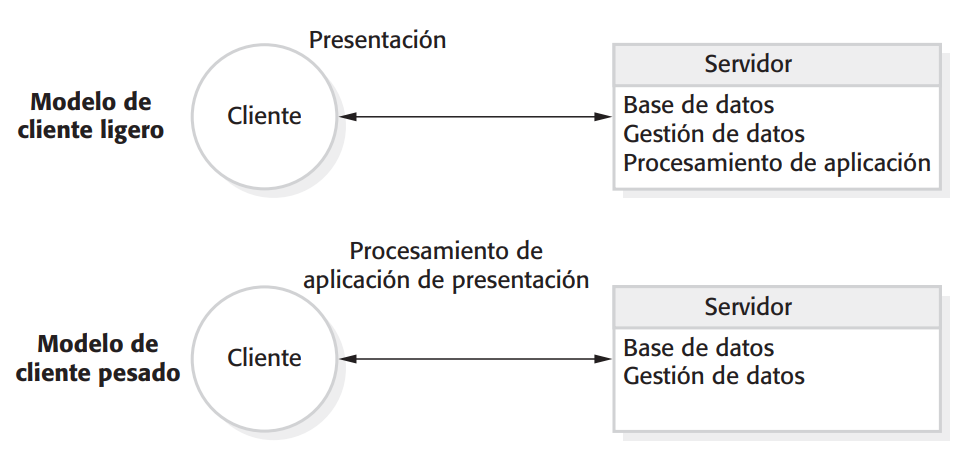 Presentación
Modelo de
cliente ligero
Cliente
Servidor
Base de datos
Gestión de datos
Procesamiento de aplicación
Procesamiento de
aplicación de presentación
Modelo de
cliente pesado
Cliente
Servidor
Base de datos
Gestión de datos